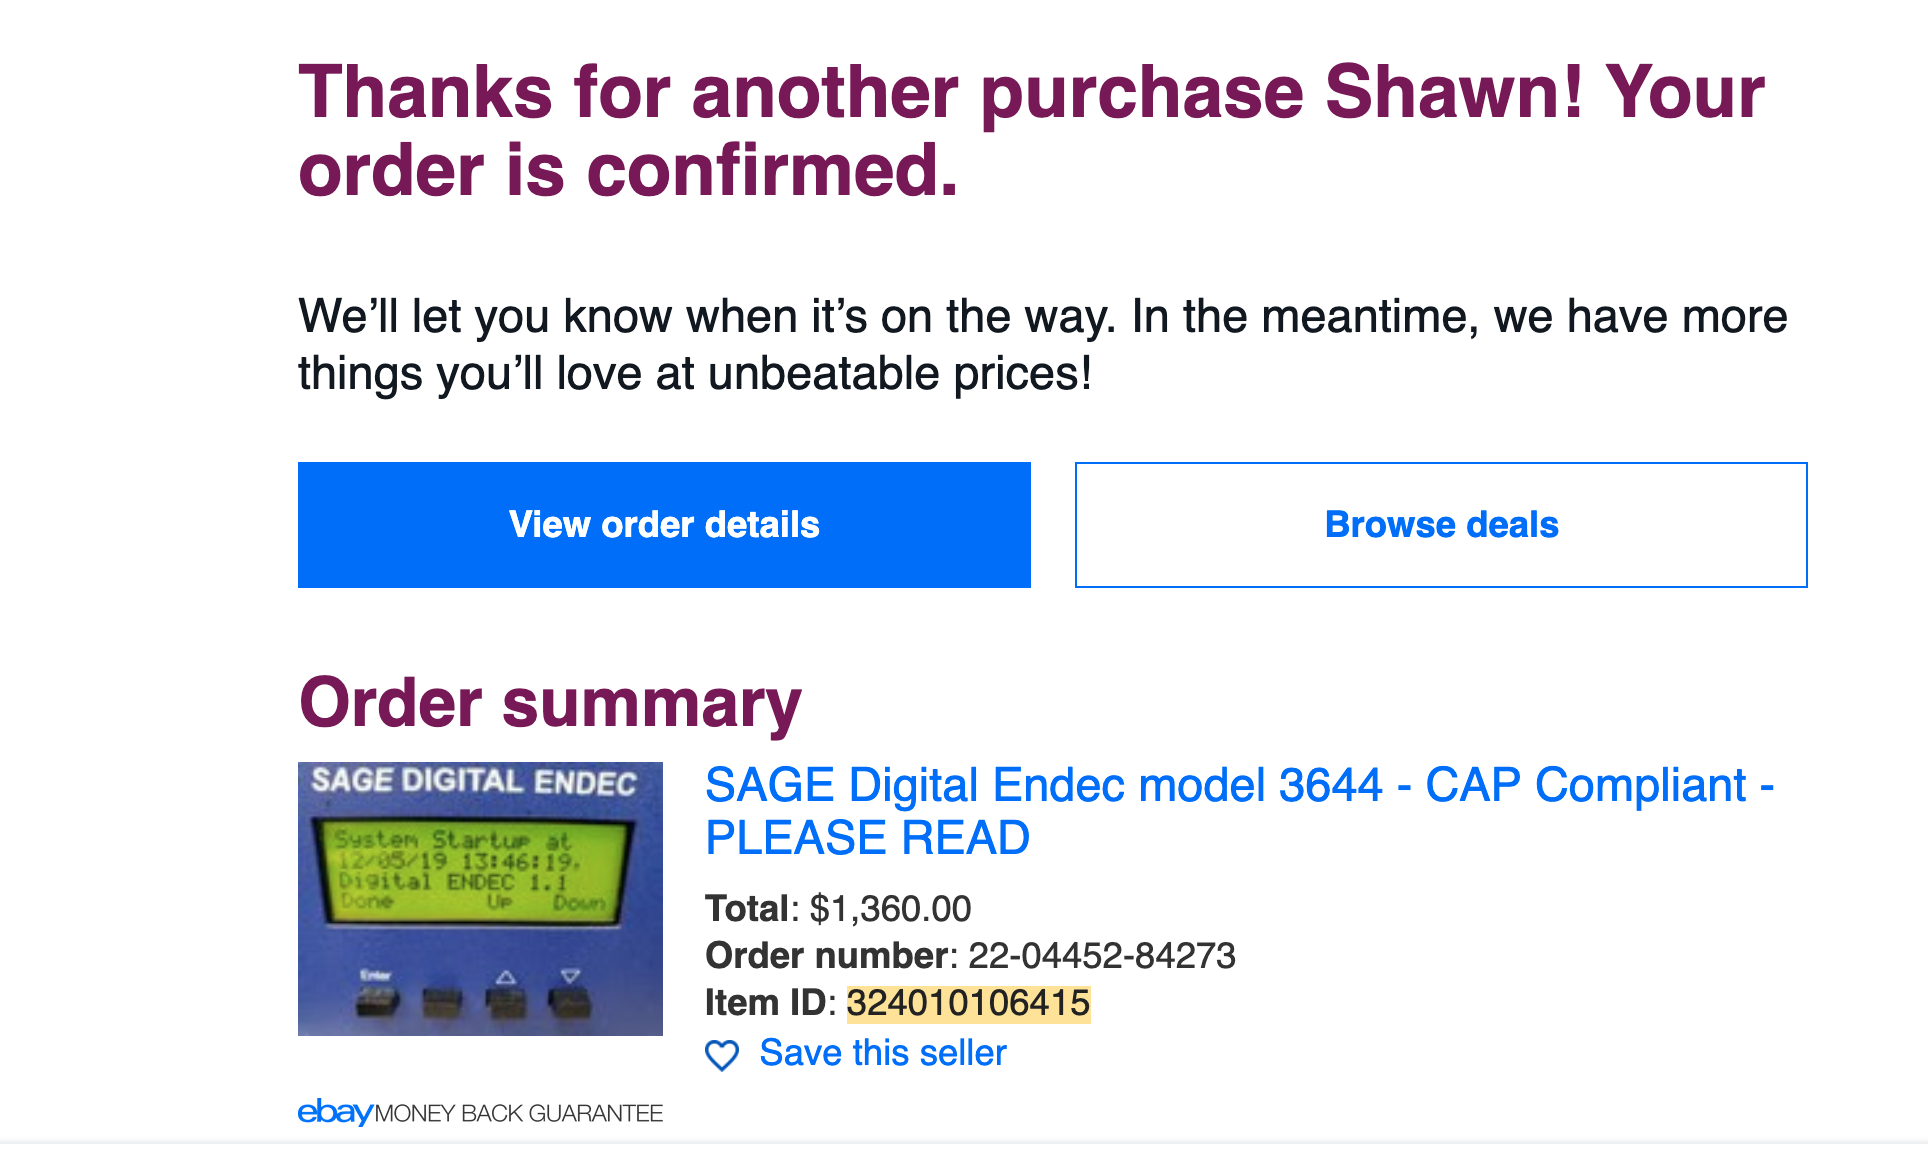 Thanks for another purchase Shawn! Your
order is confirmed.
We’ll let you know when it’s on the way. In the meantime, we have more
things you’ll love at unbeatable prices!
View order details
Browse deals
Order summary
SAGE DIGITAL ENDEC
System Startup at
12/05/19 13:46:19,
Digital ENDEC 1.1
Done Up Down
Enter
SAGE Digital Endec model 3644 - CAP Compliant -
PLEASE READ
Total: $1,360.00
Order number: 22-04452-84273
Item ID: 324010106415
Save this seller
ebay MONEY BACK GUARANTEE